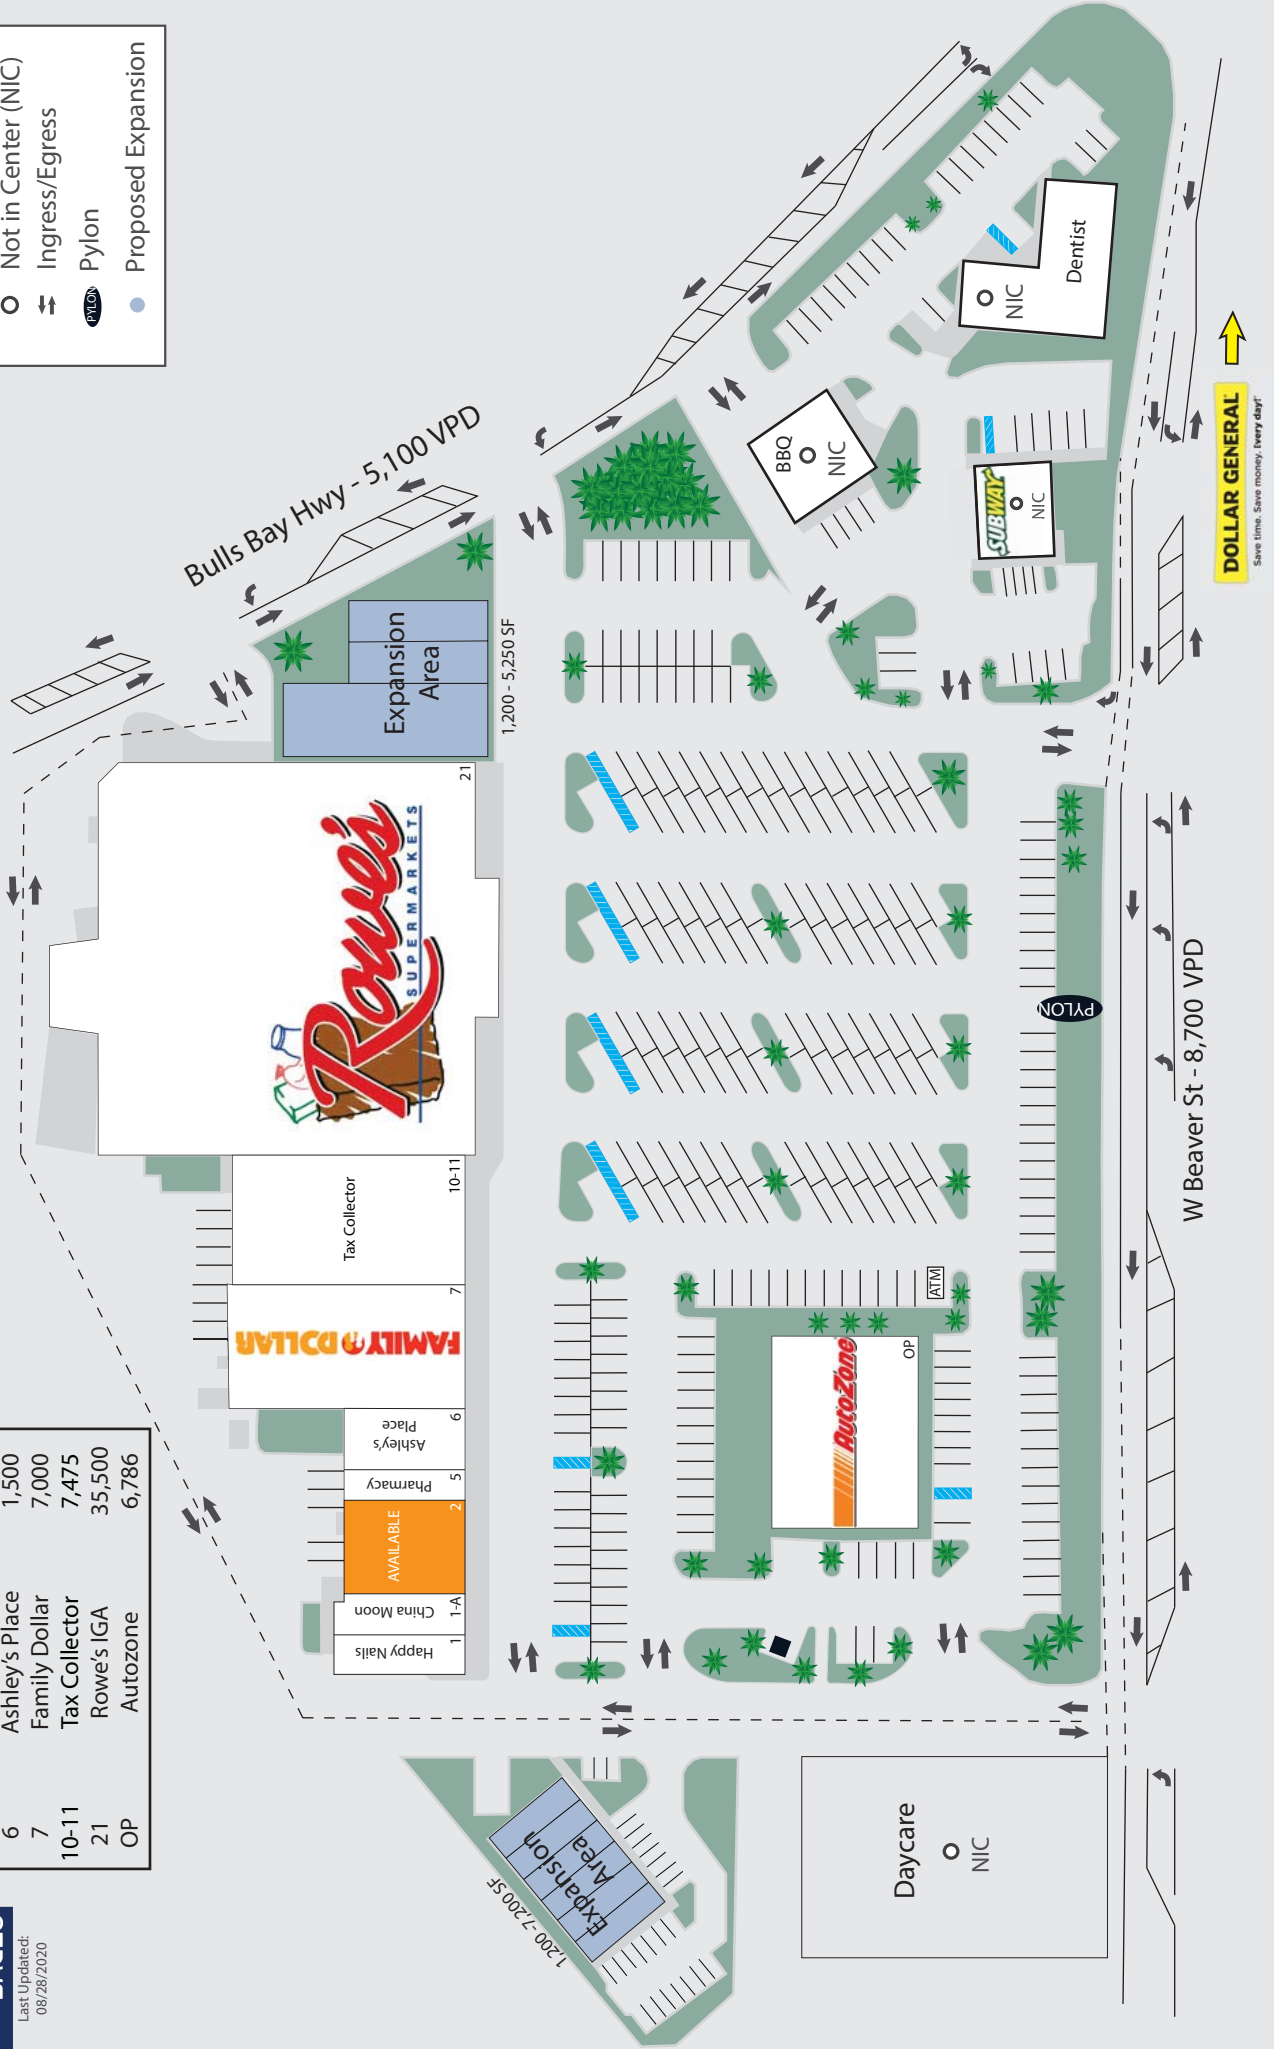 Not in Center (NIC)
Ingress/Egress
PYLON Pylon
Proposed Expansion
6 Ashley's Place 1,500
7 Family Dollar 7,000
10-11 Tax Collector 7,475
21 Rowe's IGA 35,500
OP Autozone 6,786
Last Updated:
08/28/2020
Bulls Bay Hwy - 5,100 VPD
Expansion
Area
1,200 - 5,250 SF
21
Rowe's
SUPERMARKETS
10-11
Tax Collector
7
FAMILY DOLLAR
6
Ashley's
Place
5
Pharmacy
2
AVAILABLE
1-A
China Moon
1
Happy Nails
BBQ
NIC
Dentist
NIC
SUBWAY
NIC
DOLLAR GENERAL
Save time. Save money. Every day!
PYLON
W Beaver St - 8,700 VPD
ATM
OP
AutoZone
Expansion
Area
1,200 - 7,200 SF
Daycare
NIC